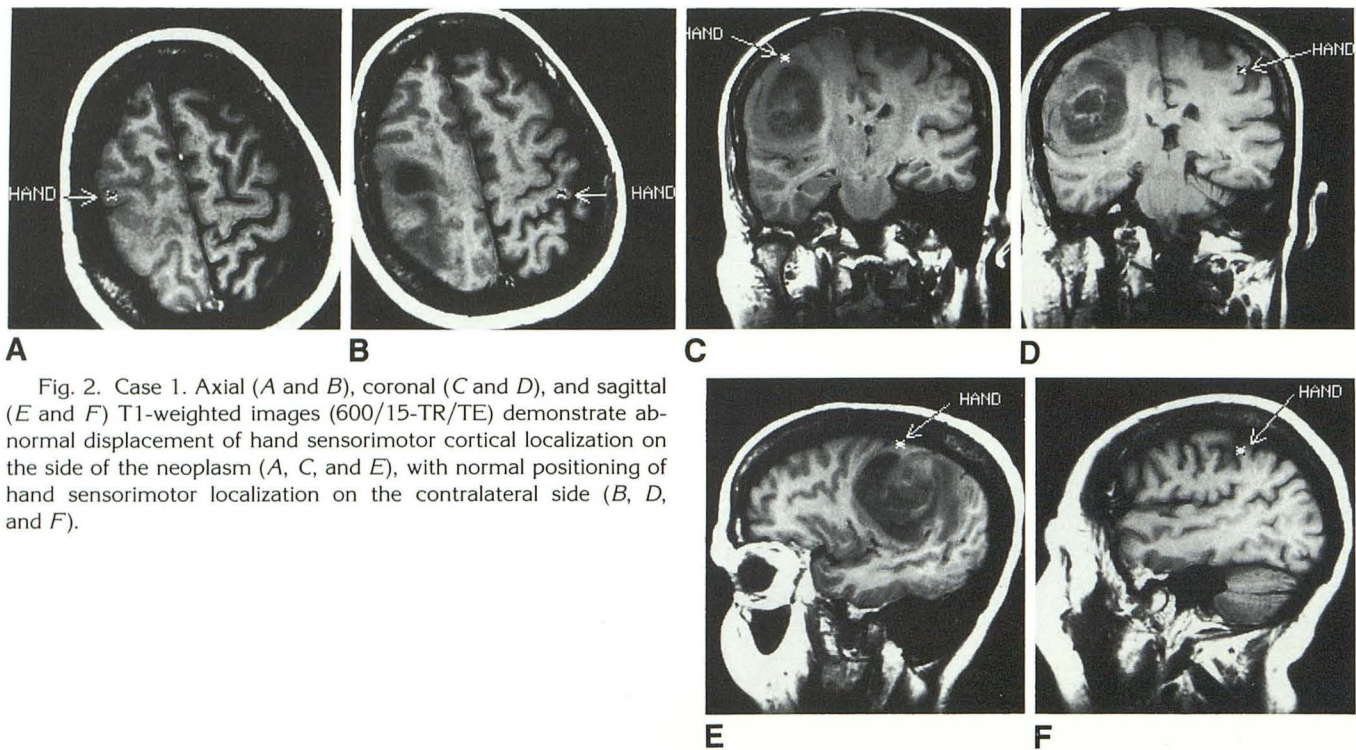 HAND
HAND
HAND
HAND
A
B
C
D
Fig. 2. Case 1. Axial (A and B), coronal (C and D), and sagittal
(E and F) T1-weighted images (600/15-TR/TE) demonstrate ab-
normal displacement of hand sensorimotor cortical localization on
the side of the neoplasm (A, C, and E), with normal positioning of
hand sensorimotor localization on the contralateral side (B, D,
and F).
HAND
HAND
E
F